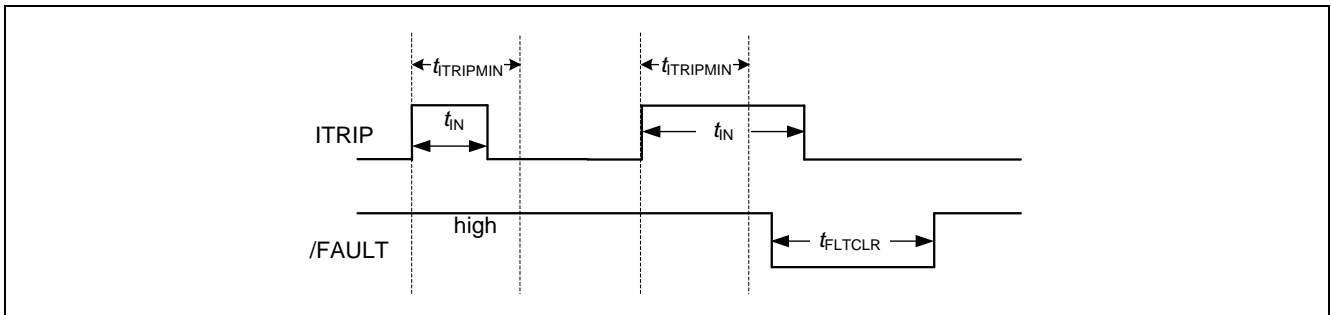 tITRIPMIN tITRIPMIN
ITRIP tIN tIN
high
/FAULT tFLTCLR